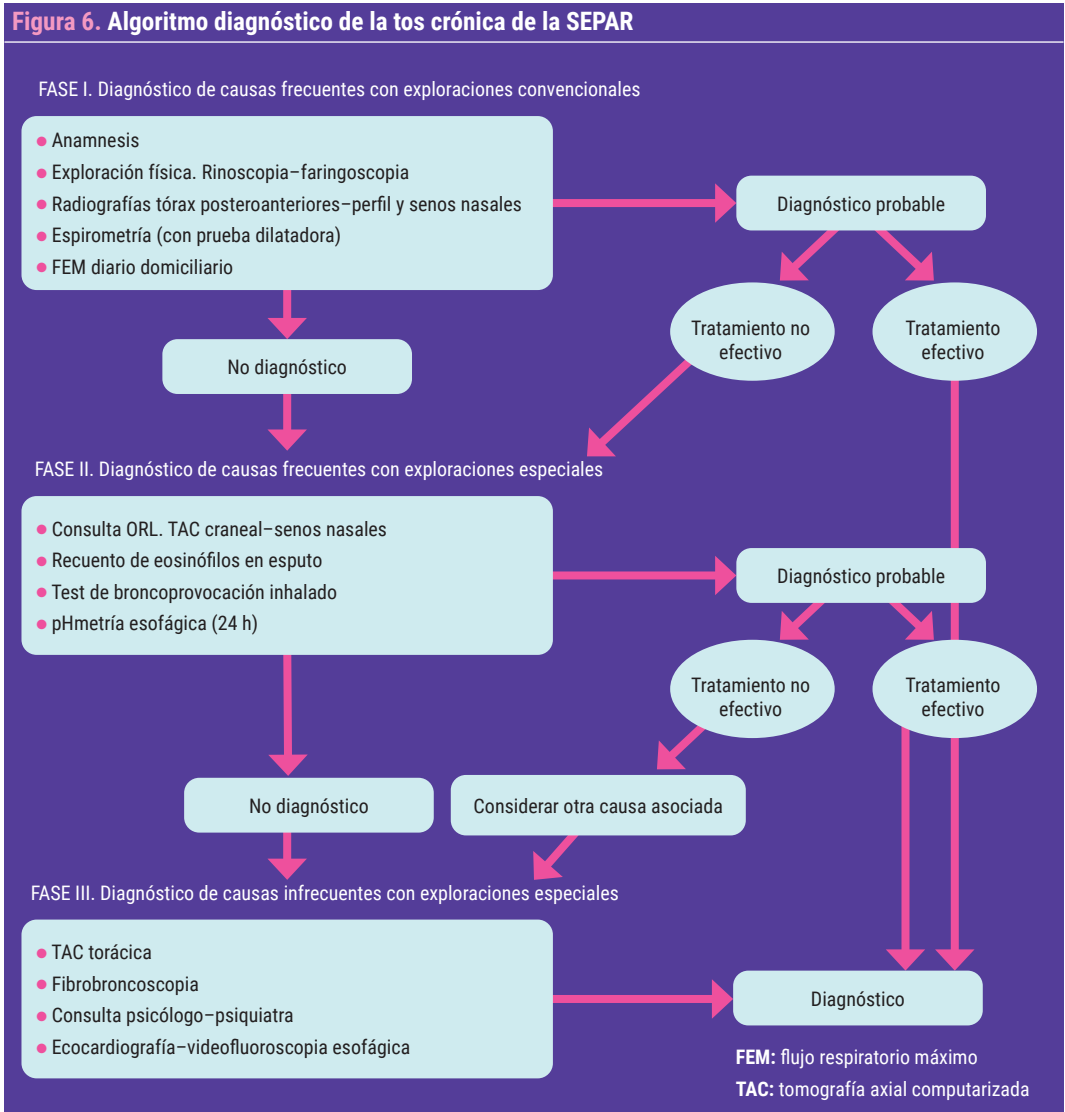 Figura 6. Algoritmo diagnóstico de la tos crónica de la SEPAR
FASE I. Diagnóstico de causas frecuentes con exploraciones convencionales
● Anamnesis
● Exploración física. Rinoscopia–faringoscopia
● Radiografías tórax posteroanteriores–perfil y senos nasales
● Espirometría (con prueba dilatadora)
● FEM diario domiciliario
Diagnóstico probable
Tratamiento no
efectivo
Tratamiento
efectivo
No diagnóstico
FASE II. Diagnóstico de causas frecuentes con exploraciones especiales
● Consulta ORL. TAC craneal–senos nasales
● Recuento de eosinófilos en esputo
● Test de broncoprovocación inhalado
● pHmetría esofágica (24 h)
Diagnóstico probable
Tratamiento no
efectivo
Tratamiento
efectivo
No diagnóstico
Considerar otra causa asociada
FASE III. Diagnóstico de causas infrecuentes con exploraciones especiales
● TAC torácica
● Fibrobroncoscopia
● Consulta psicólogo–psiquiatra
● Ecocardiografía–videofluoroscopia esofágica
Diagnóstico
FEM: flujo respiratorio máximo
TAC: tomografía axial computarizada